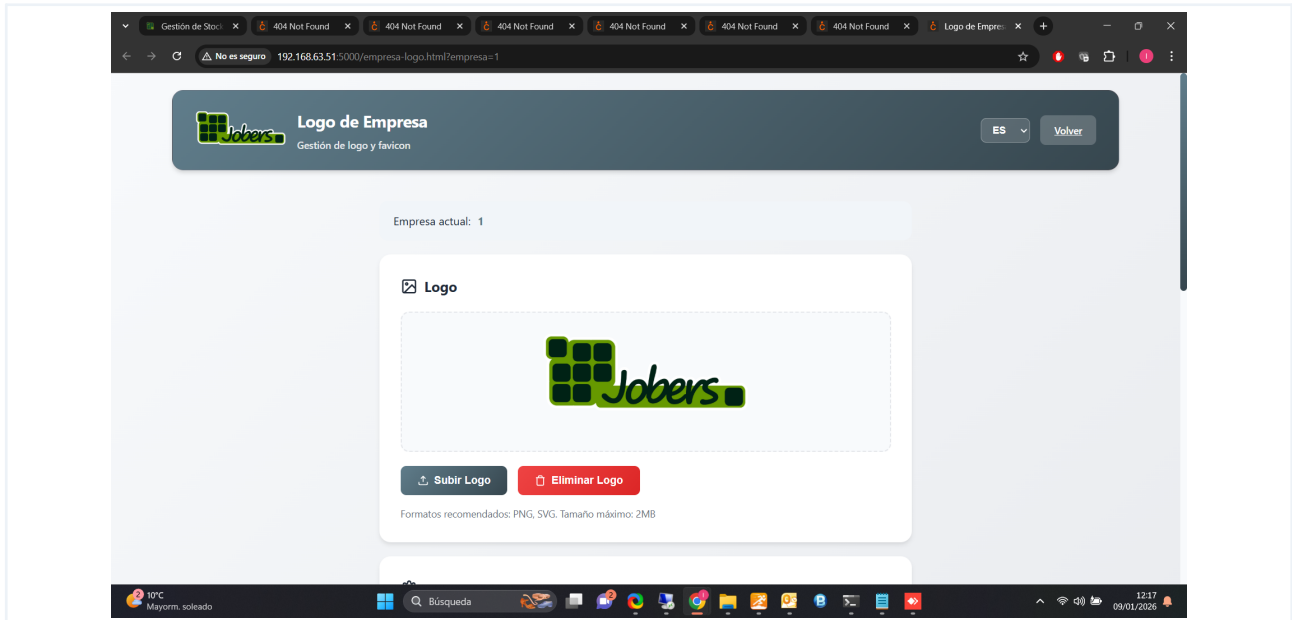 Gestión de Stock
404 Not Found
404 Not Found
404 Not Found
404 Not Found
404 Not Found
404 Not Found
Logo de Empres
No es seguro 192.168.63.51:5000/empresa-logo.html?empresa=1
Jobers
Logo de Empresa
Gestión de logo y favicon
ES
Volver
Empresa actual: 1
Logo
Jobers
Subir Logo
Eliminar Logo
Formatos recomendados: PNG, SVG. Tamaño máximo: 2MB
2
10°C
Mayorm. soleado
Búsqueda
12:17
09/01/2026